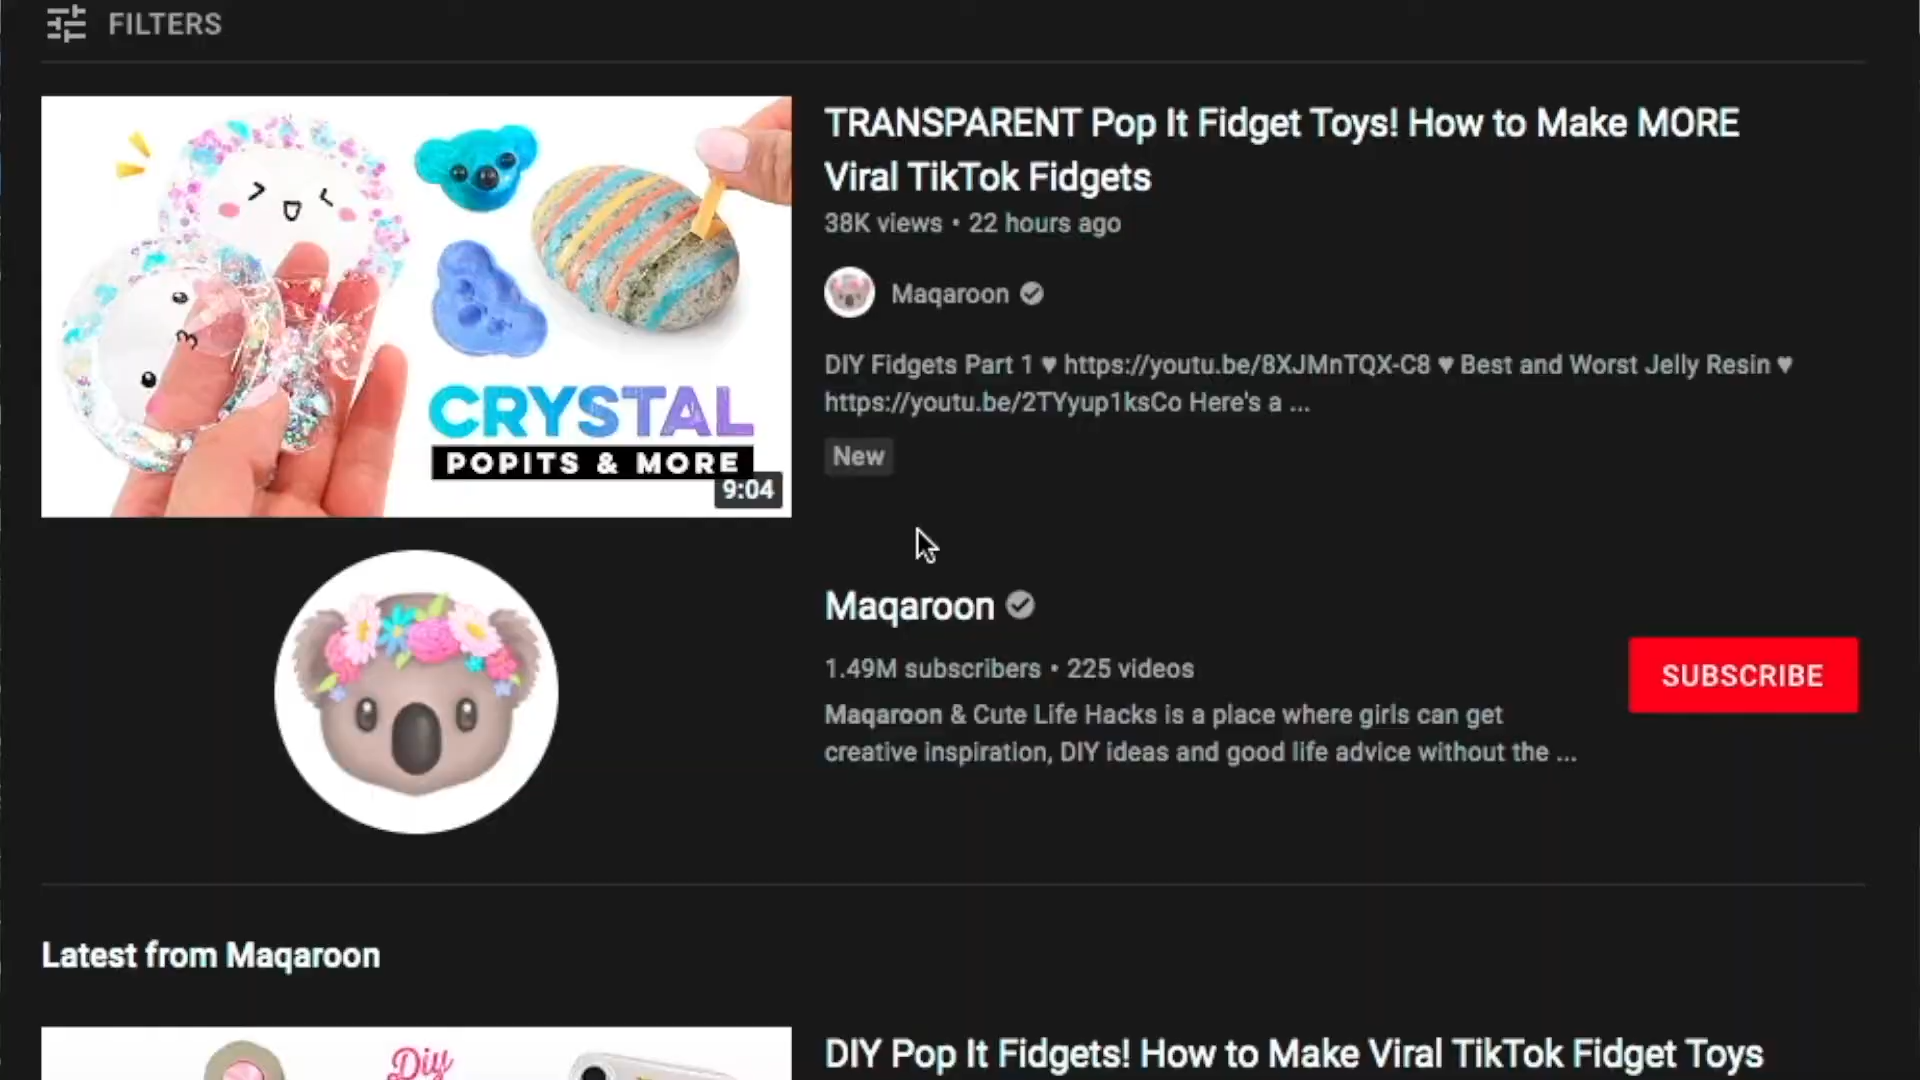 FILTERS
TRANSPARENT Pop It Fidget Toys! How to Make MORE
Viral TikTok Fidgets
38K views • 22 hours ago
Maqaroon
DIY Fidgets Part 1 ♥ https://youtu.be/8XJMnTQX-C8 ♥ Best and Worst Jelly Resin ♥
https://youtu.be/2TYyup1ksCo Here's a ...
New
CRYSTAL
POPITS & MORE
9:04
Maqaroon
1.49M subscribers • 225 videos
Maqaroon & Cute Life Hacks is a place where girls can get
creative inspiration, DIY ideas and good life advice without the ...
SUBSCRIBE
Latest from Maqaroon
Diy
DIY Pop It Fidgets! How to Make Viral TikTok Fidget Toys